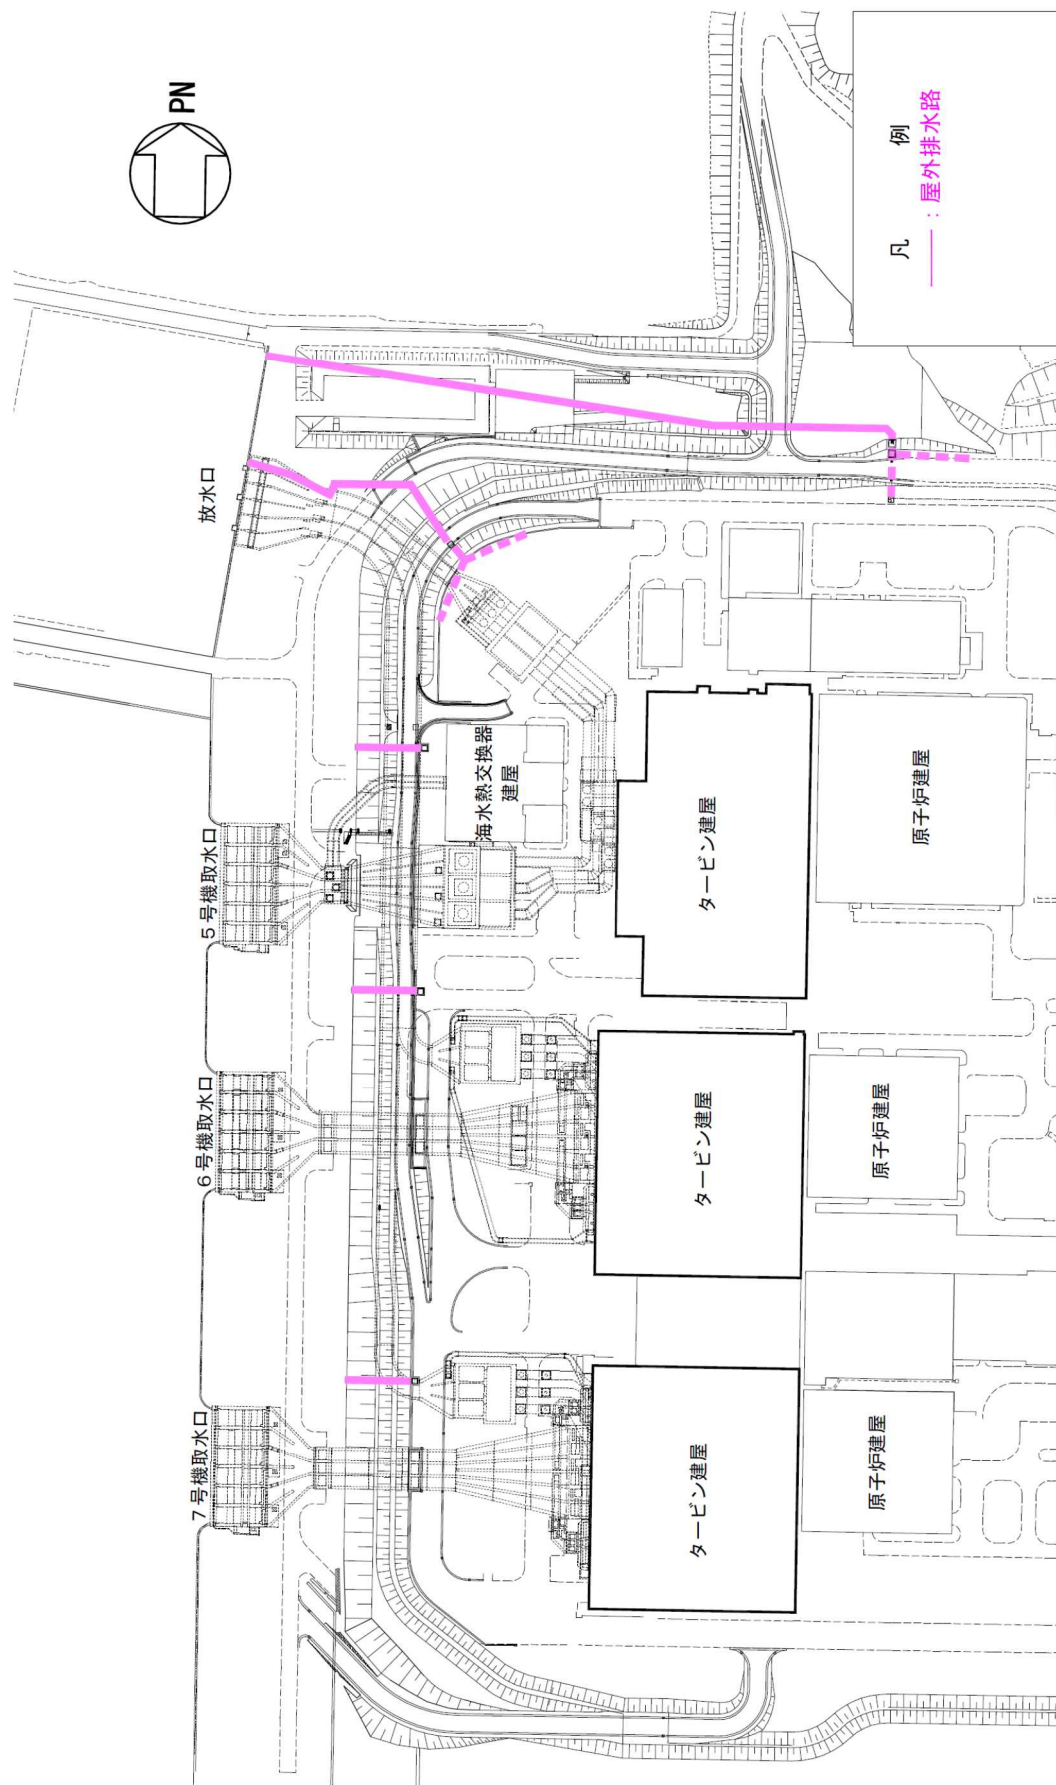 PN
凡　例
：屋外排水路
放水口
5号機取水口
海水熱交換器
建屋
タービン建屋
原子炉建屋
6号機取水口
タービン建屋
原子炉建屋
7号機取水口
タービン建屋
原子炉建屋